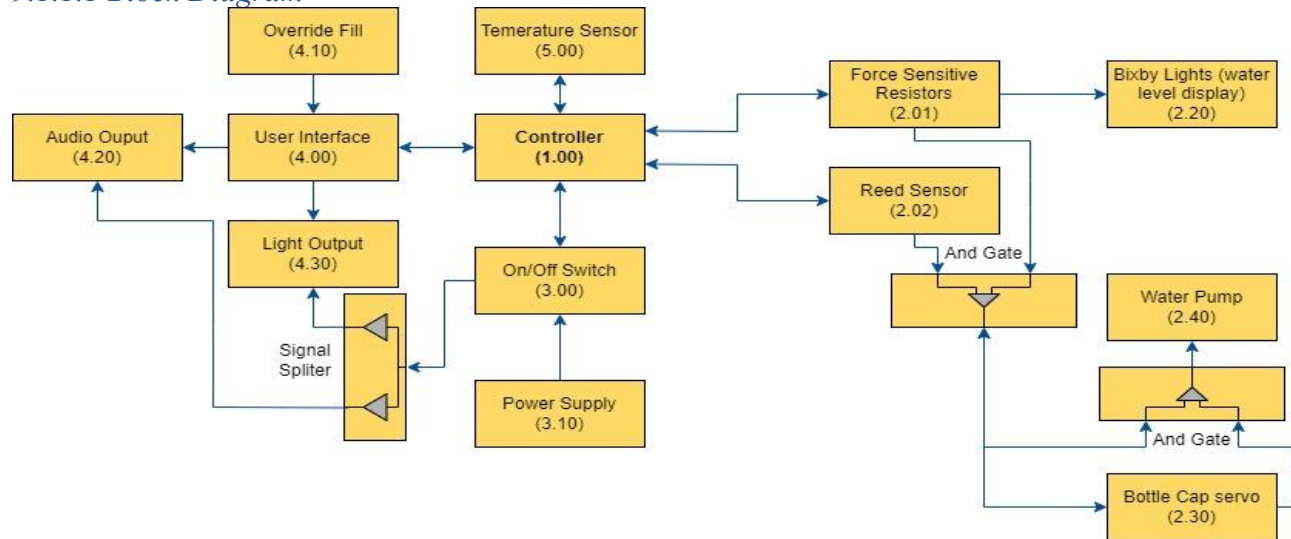 Block Diagram
Override Fill
(4.10)
Temerature Sensor
(5.00)
Force Sensitive
Resistors
(2.01)
Bixby Lights (water
level display)
(2.20)
Audio Ouput
(4.20)
User Interface
(4.00)
Controller
(1.00)
Reed Sensor
(2.02)
Light Output
(4.30)
On/Off Switch
(3.00)
And Gate
Water Pump
(2.40)
Signal
Spliter
Power Supply
(3.10)
And Gate
Bottle Cap servo
(2.30)